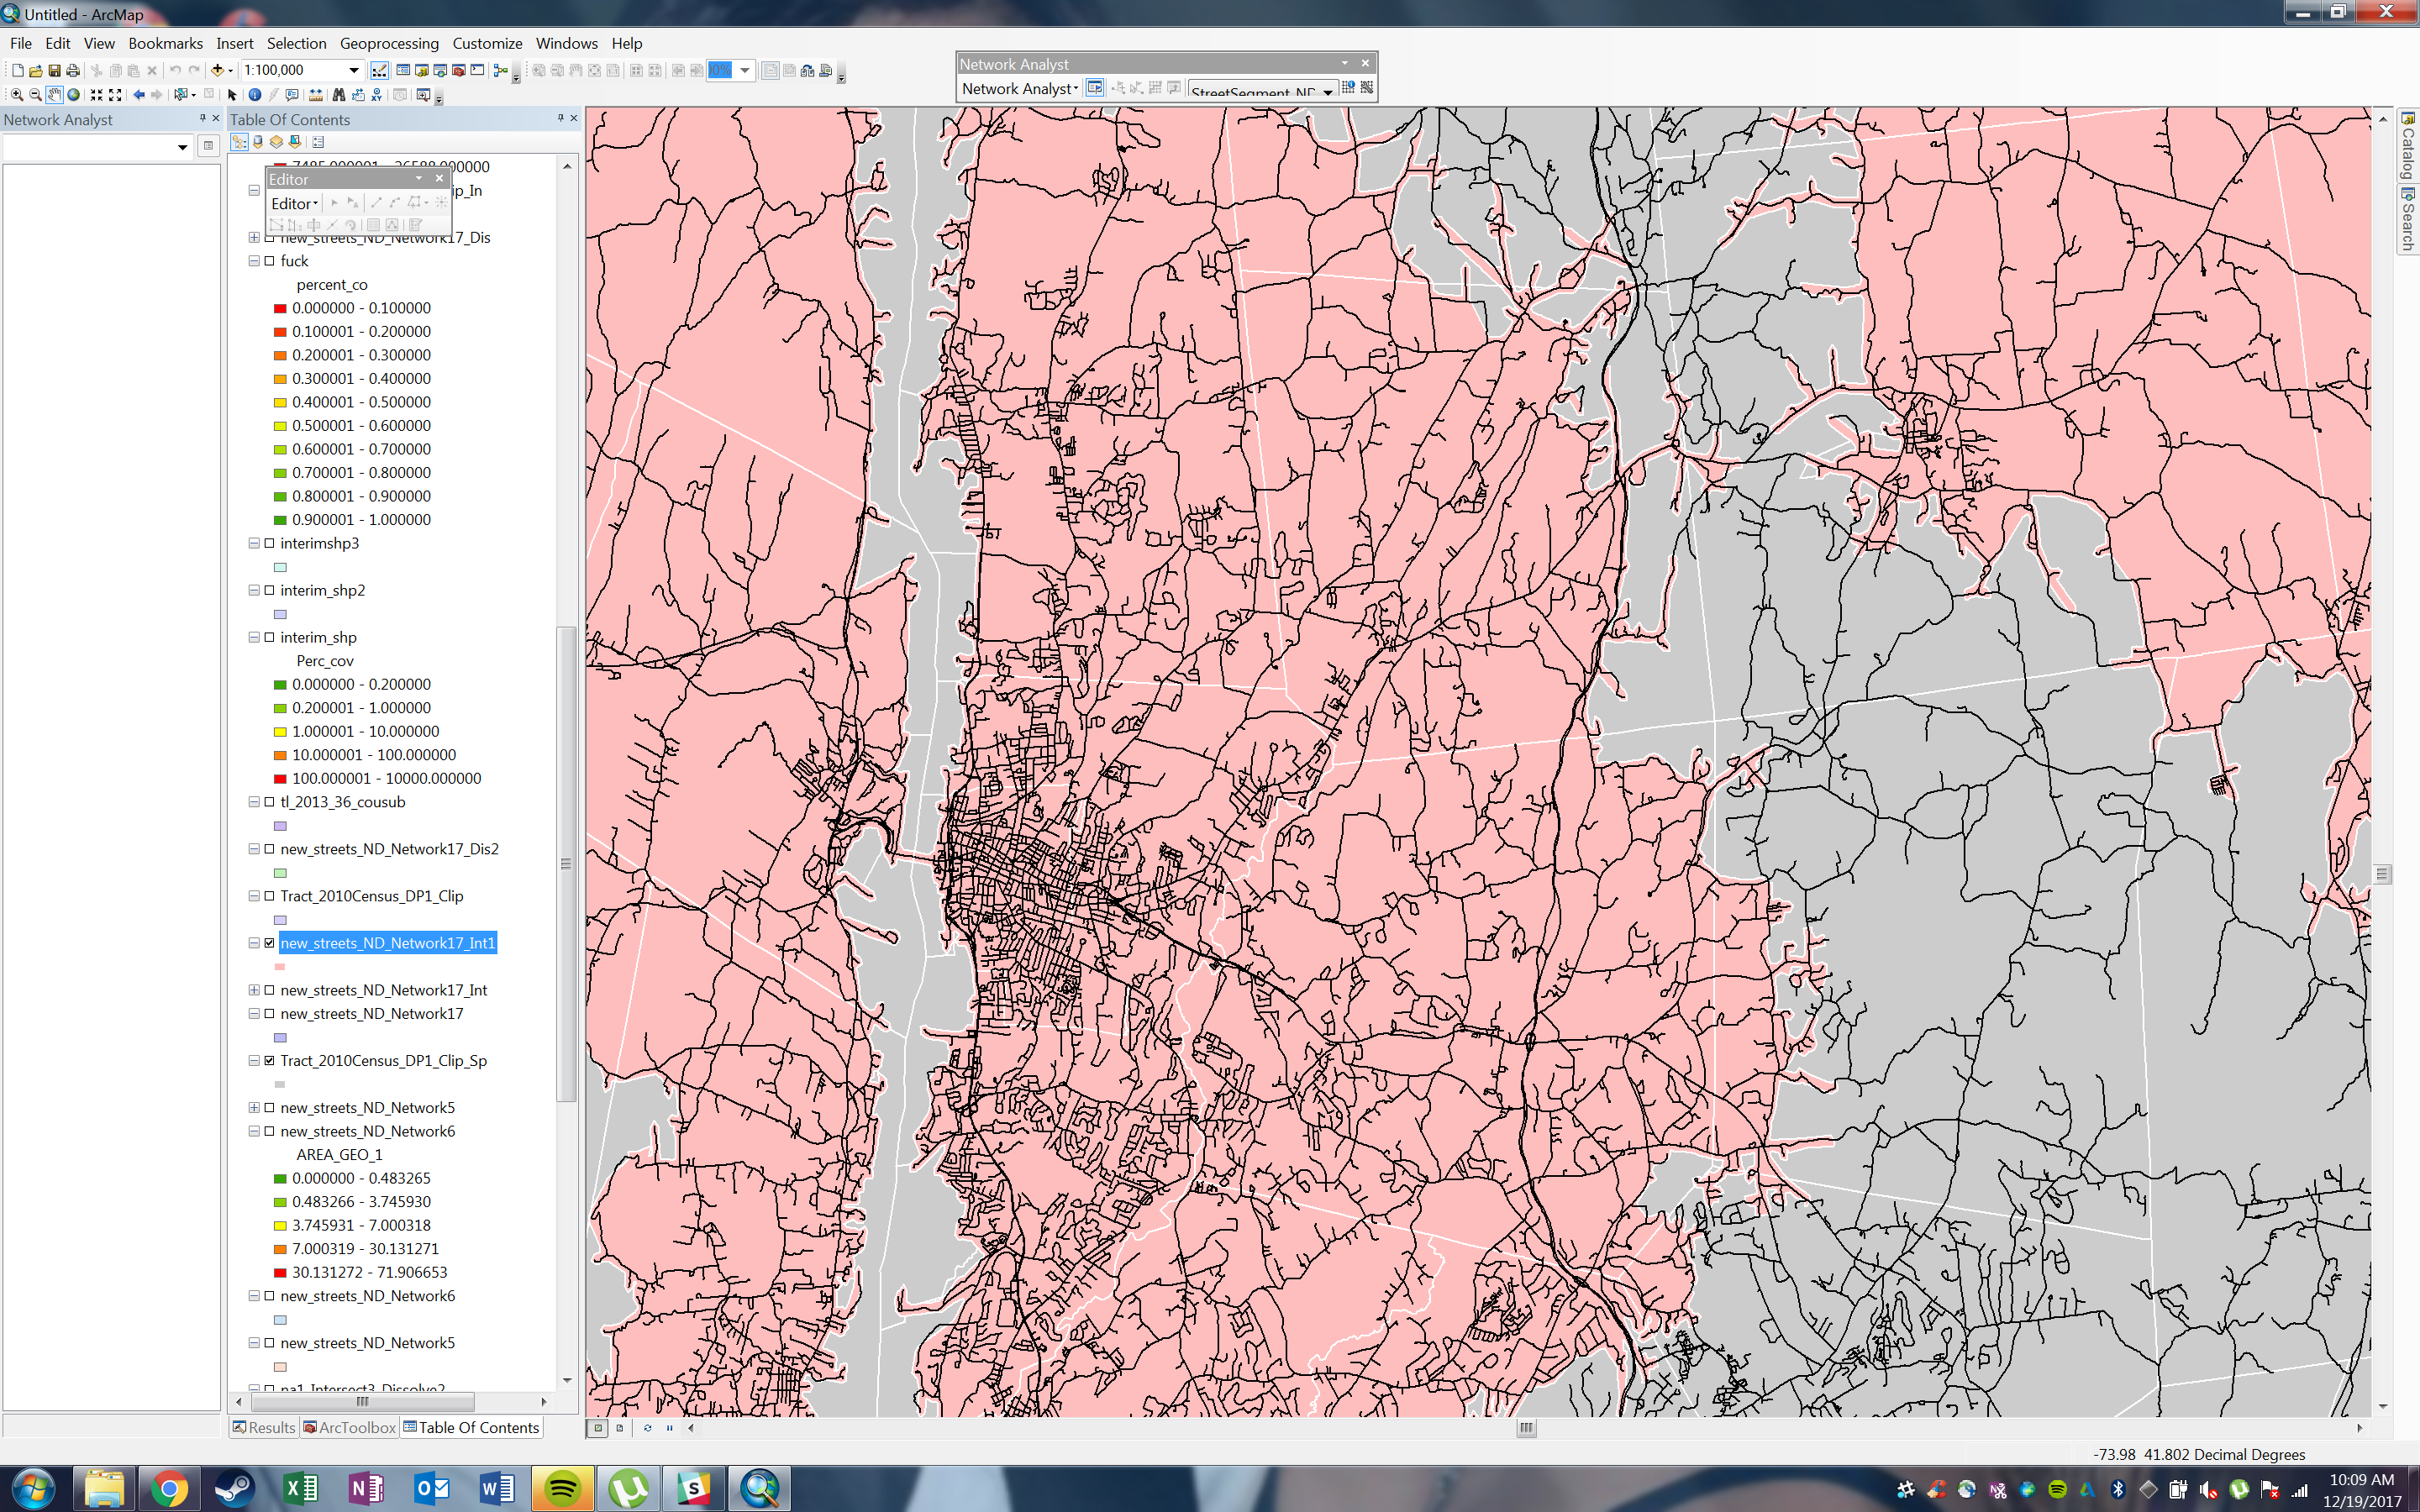 Untitled - ArcMap
File Edit View Bookmarks Insert Selection Geoprocessing Customize Windows Help
1:100,000
Network Analyst
Network Analyst
StreetSegment_ND
Network Analyst
Table Of Contents
7485.000001 - 26588.000000
Editor
ip_In
Editor
new_streets_ND_Network17_Dis
fuck
percent_co
0.000000 - 0.100000
0.100001 - 0.200000
0.200001 - 0.300000
0.300001 - 0.400000
0.400001 - 0.500000
0.500001 - 0.600000
0.600001 - 0.700000
0.700001 - 0.800000
0.800001 - 0.900000
0.900001 - 1.000000
interimshp3
interim_shp2
interim_shp
Perc_cov
0.000000 - 0.200000
0.200001 - 1.000000
1.000001 - 10.000000
10.000001 - 100.000000
100.000001 - 10000.000000
tl_2013_36_cousub
new_streets_ND_Network17_Dis2
Tract_2010Census_DP1_Clip
new_streets_ND_Network17_Int1
new_streets_ND_Network17_Int
new_streets_ND_Network17
Tract_2010Census_DP1_Clip_Sp
new_streets_ND_Network5
new_streets_ND_Network6
AREA_GEO_1
0.000000 - 0.483265
0.483266 - 3.745930
3.745931 - 7.000318
7.000319 - 30.131271
30.131272 - 71.906653
new_streets_ND_Network6
new_streets_ND_Network5
na1_Intersect3_Dissolve2
Results ArcToolbox Table Of Contents
Catalog
Search
-73.98 41.802 Decimal Degrees
10:09 AM
12/19/2017